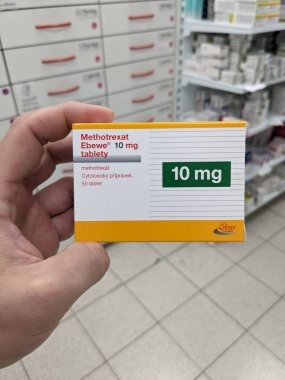 Methotrexat
Ebewe® 10 mg
tablety
methotrexát
Cytotoxický přípravek
50 tablet
10 mg